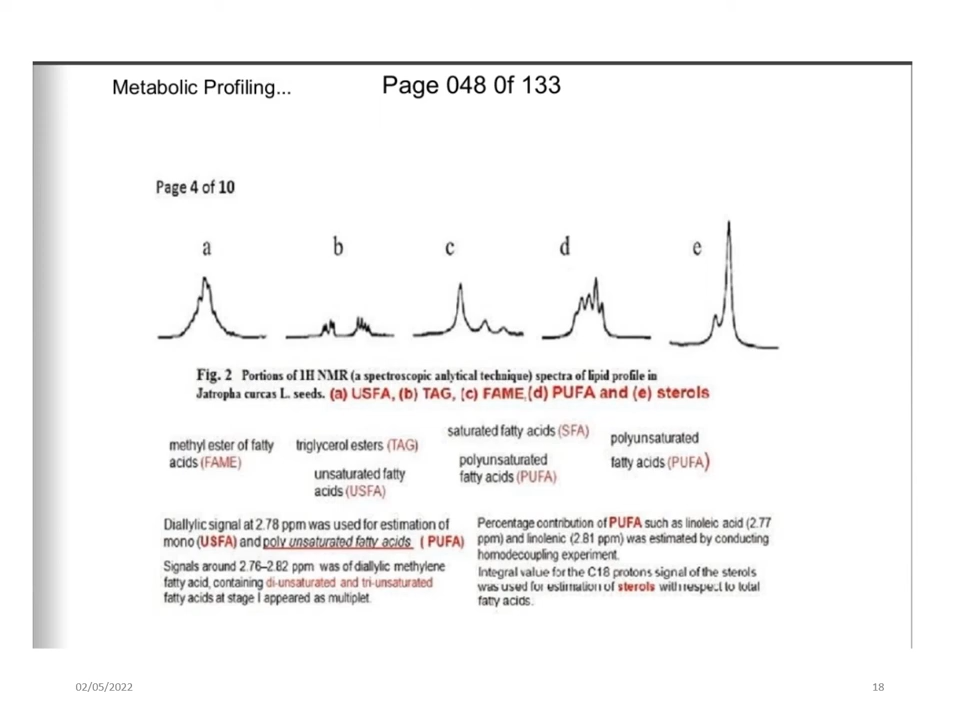 Metabolic Profiling...
Page 048 0f 133
Page 4 of 10
a b c d e
Fig. 2 Portions of 1H NMR (a spectroscopic anlytical technique) spectra of lipid profile in
Jatropha curcas L. seeds. (a) USFA, (b) TAG, (c) FAME,(d) PUFA and (e) sterols
methyl ester of fatty
acids (FAME)
triglycerol esters (TAG)
unsaturated fatty
acids (USFA)
saturated fatty acids (SFA)
polyunsaturated
fatty acids (PUFA)
polyunsaturated
fatty acids (PUFA)
Diallylic signal at 2.78 ppm was used for estimation of
mono (USFA) and poly unsaturated fatty acids ( PUFA)
Signals around 2.76–2.82 ppm was of diallylic methylene
fatty acid, containing di-unsaturated and tri-unsaturated
fatty acids at stage I appeared as multiplet.
Percentage contribution of PUFA such as linoleic acid (2.77
ppm) and linolenic (2.81 ppm) was estimated by conducting
homodecoupling experiment.
Integral value for the C18 protons signal of the sterols
was used for estimation of sterols with respect to total
fatty acids.
02/05/2022
18